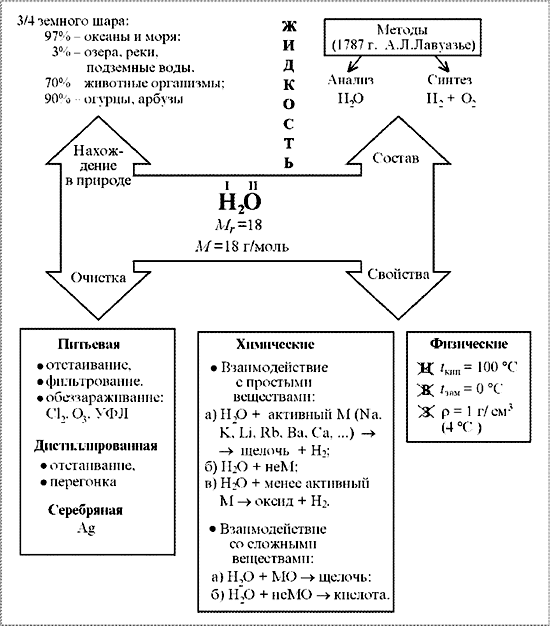 3/4 земного шара:
97% – океаны и моря;
3% – озера, реки,
подземные воды.
70% – животные организмы;
90% – огурцы, арбузы
Ж
И
Д
К
О
С
Т
Ь
Методы
(1787 г. А.Л.Лавуазье)
Анализ
H₂O
Синтез
H₂ + O₂
Нахож-
дение
в природе
Состав
I II
H₂O
Mr =18
M =18 г/моль
Очистка
Свойства
Питьевая
● отстаивание,
● фильтрование.
● обеззараживание:
Cl₂, O₃, УФЛ
Дистиллированная
● отстаивание,
● перегонка
Серебряная
Ag
Химические
● Взаимодействие
с простыми
веществами:
а) H₂O + активный М (Na,
K, Li, Rb, Ba, Ca, ...) →
→ щелочь + H₂;
б) H₂O + неМ;
в) H₂O + менее активный
М → оксид + H₂.
● Взаимодействие
со сложными
веществами:
а) H₂O + МО → щелочь;
б) H₂O + неМО → кислота.
Физические
Ц tкип = 100 °C
В tзам = 0 °C
З ρ = 1 г/см³
(4 °C )